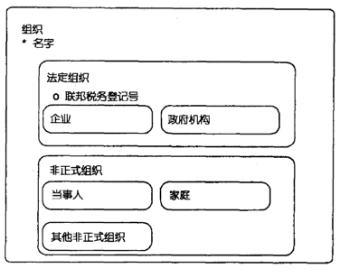 组织
* 名字
法定组织
o 联邦税务登记号
企业
政府机构
非正式组织
当事人
家庭
其他非正式组织